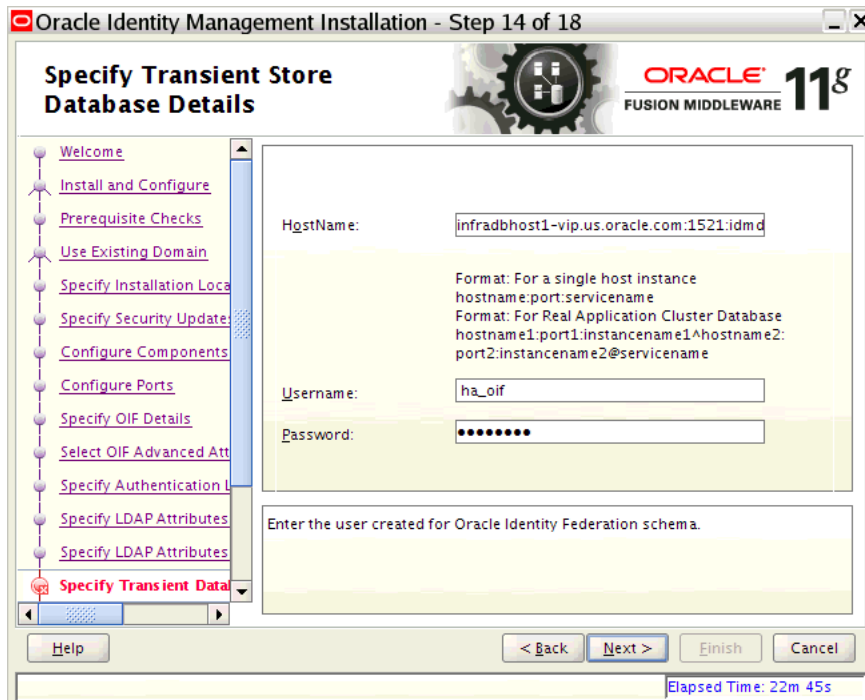 Oracle Identity Management Installation - Step 14 of 18
Specify Transient Store
Database Details
ORACLE
FUSION MIDDLEWARE
11g
Welcome
Install and Configure
Prerequisite Checks
Use Existing Domain
Specify Installation Loca
Specify Security Updates
Configure Components
Configure Ports
Specify OIF Details
Select OIF Advanced Att
Specify Authentication L
Specify LDAP Attributes
Specify LDAP Attributes
Specify Transient Data
HostName:
infradbhost1-vip.us.oracle.com:1521:idmd
Format: For a single host instance
hostname:port:servicename
Format: For Real Application Cluster Database
hostname1:port1:instancename1^hostname2:
port2:instancename2@servicename
Username:
ha_oif
Password:
••••••••
Enter the user created for Oracle Identity Federation schema.
Help
< Back
Next >
Finish
Cancel
Elapsed Time: 22m 45s